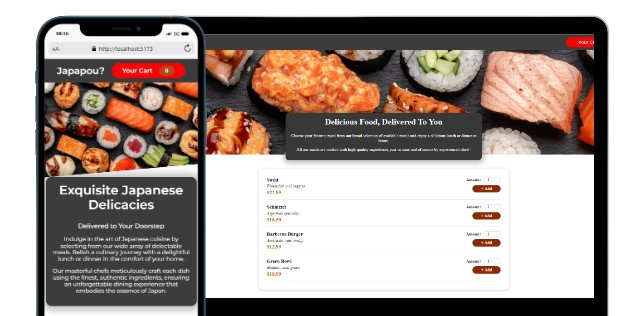 08:36
5G
AA
http://localhost:5173
Japapou?
Your Cart
0
Exquisite Japanese
Delicacies
Delivered to Your Doorstep
Indulge in the art of Japanese cuisine by
selecting from our wide array of delectable
meals. Relish a culinary journey with a delightful
lunch or dinner in the comfort of your home.
Our masterful chefs meticulously craft each dish
using the finest, authentic ingredients, ensuring
an unforgettable dining experience that
embodies the essence of Japan.
Your
Delicious Food, Delivered To You
Choose your favorite meal from our broad selection of available meals and enjoy a delicious lunch or dinner at
home.
All our meals are cooked with high-quality ingredients, just-in-time and of course by experienced chefs!
Sushi
Finest fish and veggies
$22.99
Amount 1
+ Add
Schnitzel
A german specialty!
$16.50
Amount 1
+ Add
Barbecue Burger
American, raw, meaty
$12.99
Amount 1
+ Add
Green Bowl
$18.99
Amount 1
+ Add